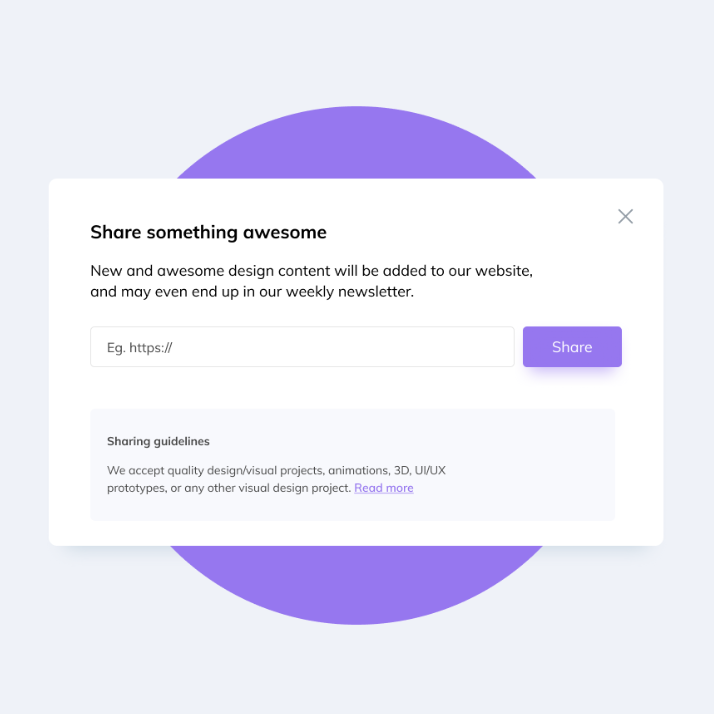 Share something awesome
New and awesome design content will be added to our website,
and may even end up in our weekly newsletter.
Eg. https://
Share
Sharing guidelines
We accept quality design/visual projects, animations, 3D, UI/UX
prototypes, or any other visual design project. Read more